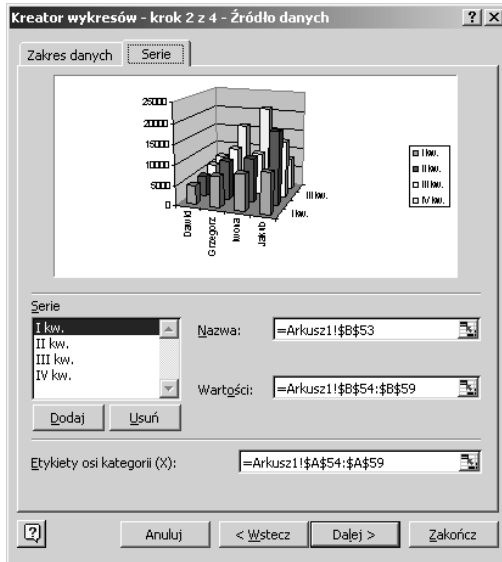 Kreator wykresów - krok 2 z 4 - Źródło danych
Zakres danych
Serie
25000
20000
15000
10000
5000
0
Dawid
Grzegorz
Iwona
Jakub
I kw.
III kw.
I kw.
II kw.
III kw.
IV kw.
Serie
I kw.
II kw.
III kw.
IV kw.
Nazwa: =Arkusz1!$B$53
Wartości: =Arkusz1!$B$54:$B$59
Dodaj
Usuń
Etykiety osi kategorii (X): =Arkusz1!$A$54:$A$59
Anuluj
< Wstecz
Dalej >
Zakończ